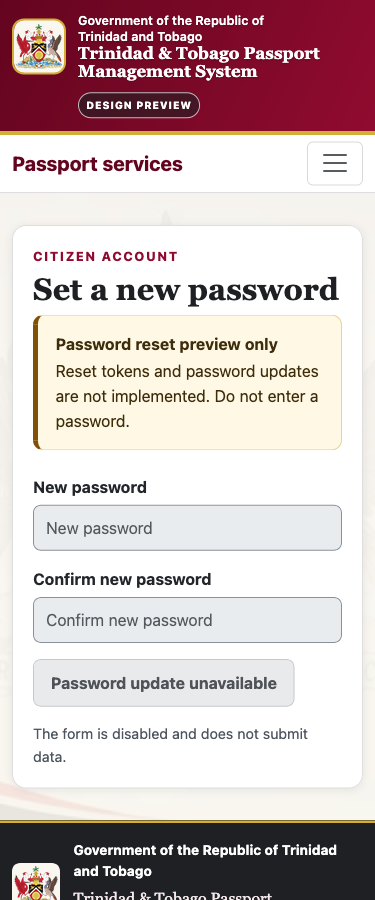 Government of the Republic of
Trinidad and Tobago
Trinidad & Tobago Passport
Management System
DESIGN PREVIEW
Passport services
CITIZEN ACCOUNT
Set a new password
Password reset preview only
Reset tokens and password updates
are not implemented. Do not enter a
password.
New password
New password
Confirm new password
Confirm new password
Password update unavailable
The form is disabled and does not submit
data.
Government of the Republic of Trinidad
and Tobago
Trinidad & Tobago Passport